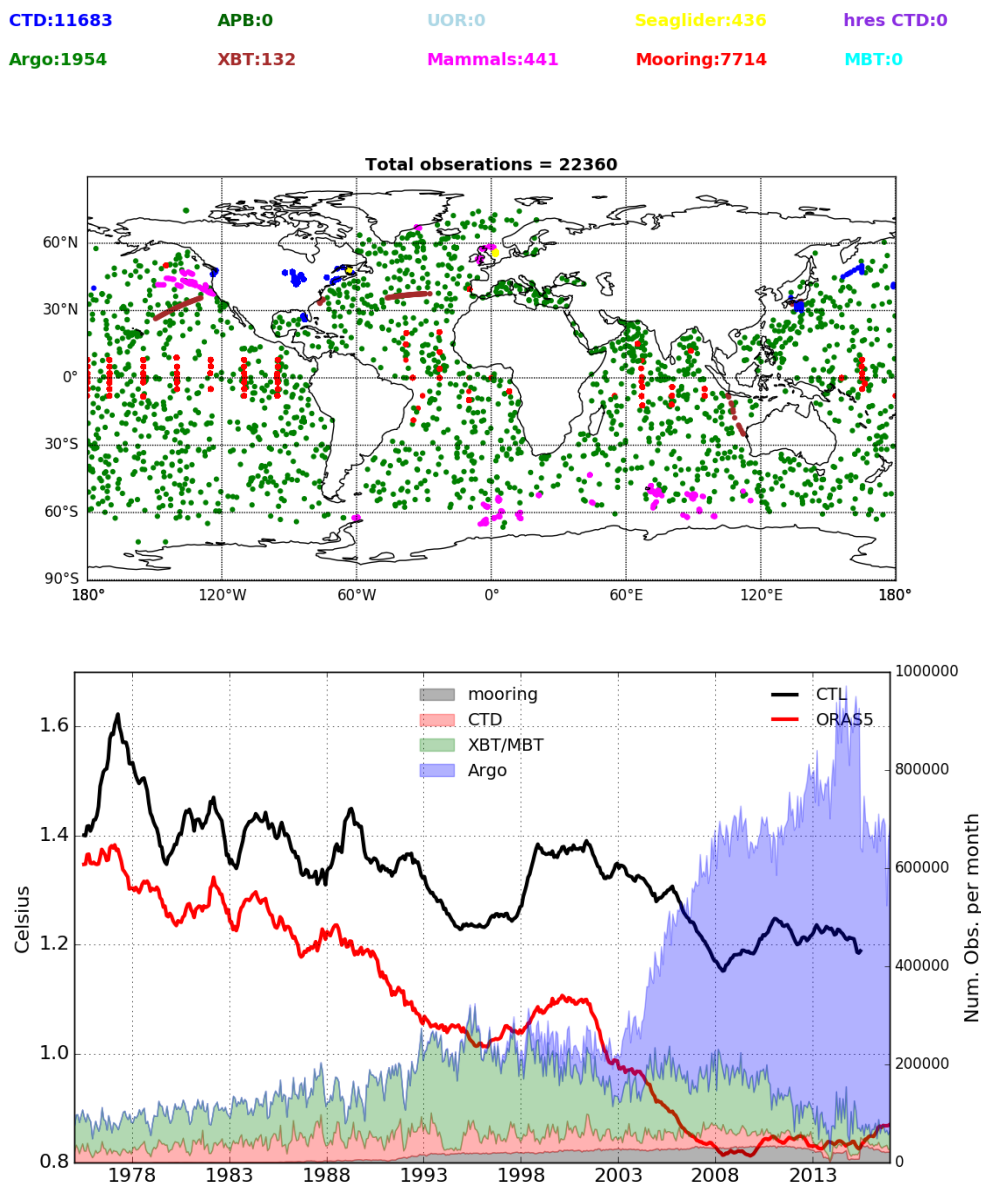 CTD:11683 APB:0 UOR:0 Seaglider:436 hres CTD:0
Argo:1954 XBT:132 Mammals:441 Mooring:7714 MBT:0
Total obserations = 22360
60°N
30°N
0°
30°S
60°S
90°S
180° 120°W 60°W 0° 60°E 120°E 180°
mooring
CTD
XBT/MBT
Argo
CTL
ORAS5
Celsius
1.6
1.4
1.2
1.0
0.8
1000000
800000
600000
400000
200000
0
Num. Obs. per month
1978 1983 1988 1993 1998 2003 2008 2013